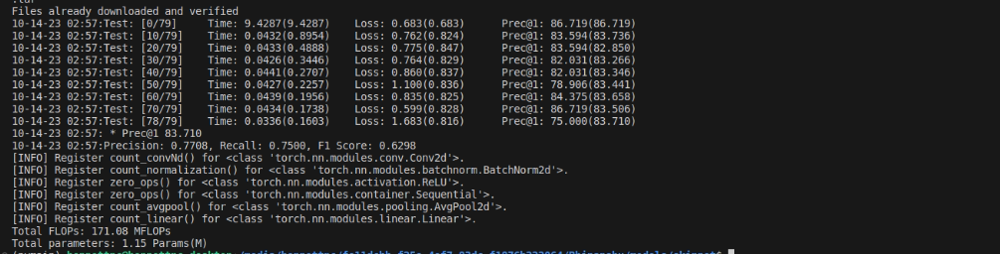 Files already downloaded and verified
10-14-23 02:57:Test: [0/79] Time: 9.4287(9.4287) Loss: 0.683(0.683) Prec@1: 86.719(86.719)
10-14-23 02:57:Test: [10/79] Time: 0.0432(0.8954) Loss: 0.762(0.824) Prec@1: 83.594(83.736)
10-14-23 02:57:Test: [20/79] Time: 0.0433(0.4888) Loss: 0.775(0.847) Prec@1: 83.594(82.850)
10-14-23 02:57:Test: [30/79] Time: 0.0426(0.3446) Loss: 0.764(0.829) Prec@1: 82.031(83.266)
10-14-23 02:57:Test: [40/79] Time: 0.0441(0.2707) Loss: 0.860(0.837) Prec@1: 82.031(83.346)
10-14-23 02:57:Test: [50/79] Time: 0.0427(0.2257) Loss: 1.100(0.836) Prec@1: 78.906(83.441)
10-14-23 02:57:Test: [60/79] Time: 0.0439(0.1956) Loss: 0.835(0.825) Prec@1: 84.375(83.658)
10-14-23 02:57:Test: [70/79] Time: 0.0434(0.1738) Loss: 0.599(0.828) Prec@1: 86.719(83.506)
10-14-23 02:57:Test: [78/79] Time: 0.0336(0.1603) Loss: 1.683(0.816) Prec@1: 75.000(83.710)
10-14-23 02:57: * Prec@1 83.710
10-14-23 02:57:Precision: 0.7708, Recall: 0.7500, F1 Score: 0.6298
[INFO] Register count_convNd() for <class 'torch.nn.modules.conv.Conv2d'>.
[INFO] Register count_normalization() for <class 'torch.nn.modules.batchnorm.BatchNorm2d'>.
[INFO] Register zero_ops() for <class 'torch.nn.modules.activation.ReLU'>.
[INFO] Register zero_ops() for <class 'torch.nn.modules.container.Sequential'>.
[INFO] Register count_avgpool() for <class 'torch.nn.modules.pooling.AvgPool2d'>.
[INFO] Register count_linear() for <class 'torch.nn.modules.linear.Linear'>.
Total FLOPs: 171.08 MFLOPs
Total parameters: 1.15 Params(M)